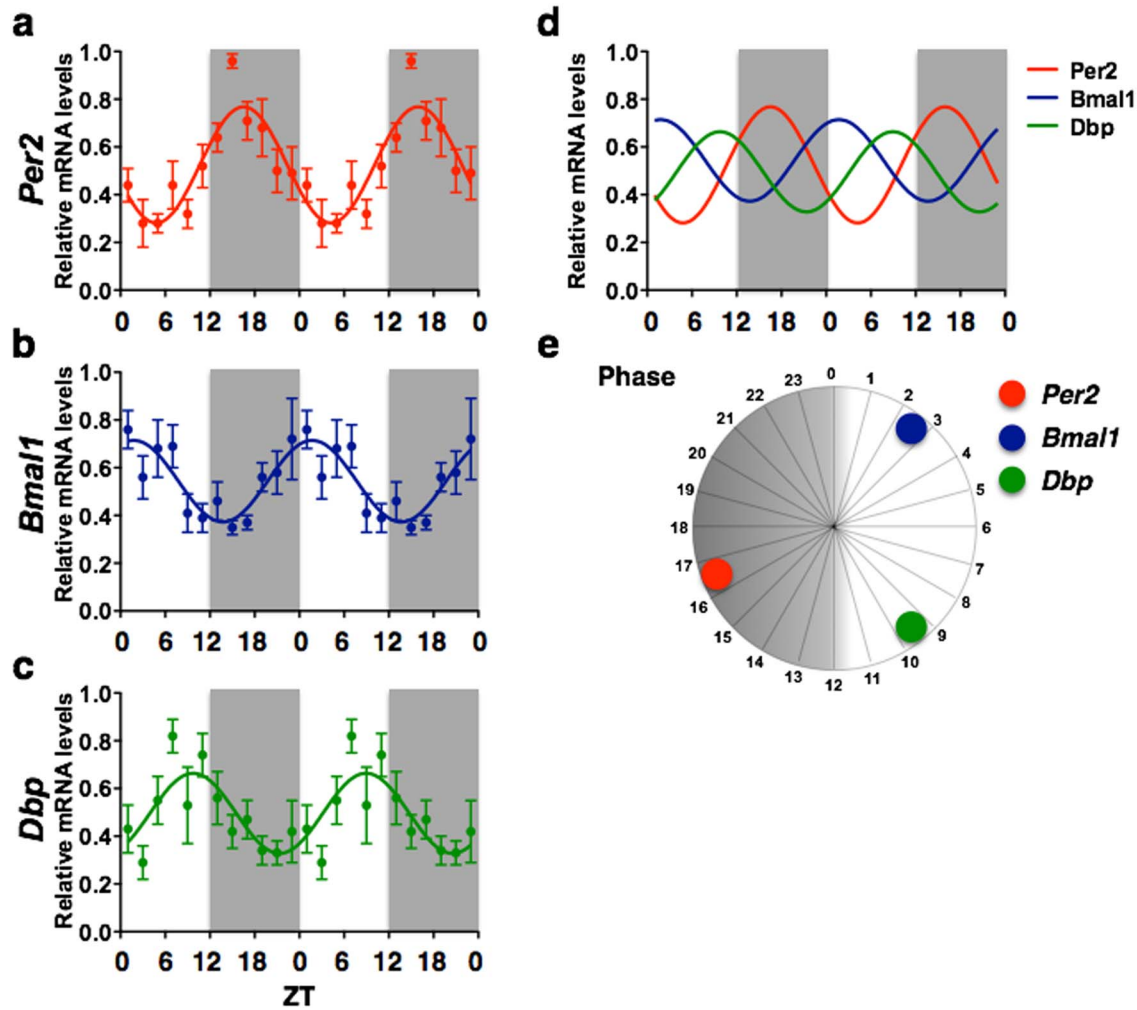 a
Per2
Relative mRNA levels
1.0
0.8
0.6
0.4
0.2
0.0
0 6 12 18 0 6 12 18 0
b
Bmal1
Relative mRNA levels
1.0
0.8
0.6
0.4
0.2
0.0
0 6 12 18 0 6 12 18 0
c
Dbp
Relative mRNA levels
1.0
0.8
0.6
0.4
0.2
0.0
0 6 12 18 0 6 12 18 0
ZT
d
Relative mRNA levels
1.0
0.8
0.6
0.4
0.2
0.0
0 6 12 18 0 6 12 18 0
Per2
Bmal1
Dbp
e
Phase
0
1
2
3
4
5
6
7
8
9
10
11
12
13
14
15
16
17
18
19
20
21
22
23
Per2
Bmal1
Dbp